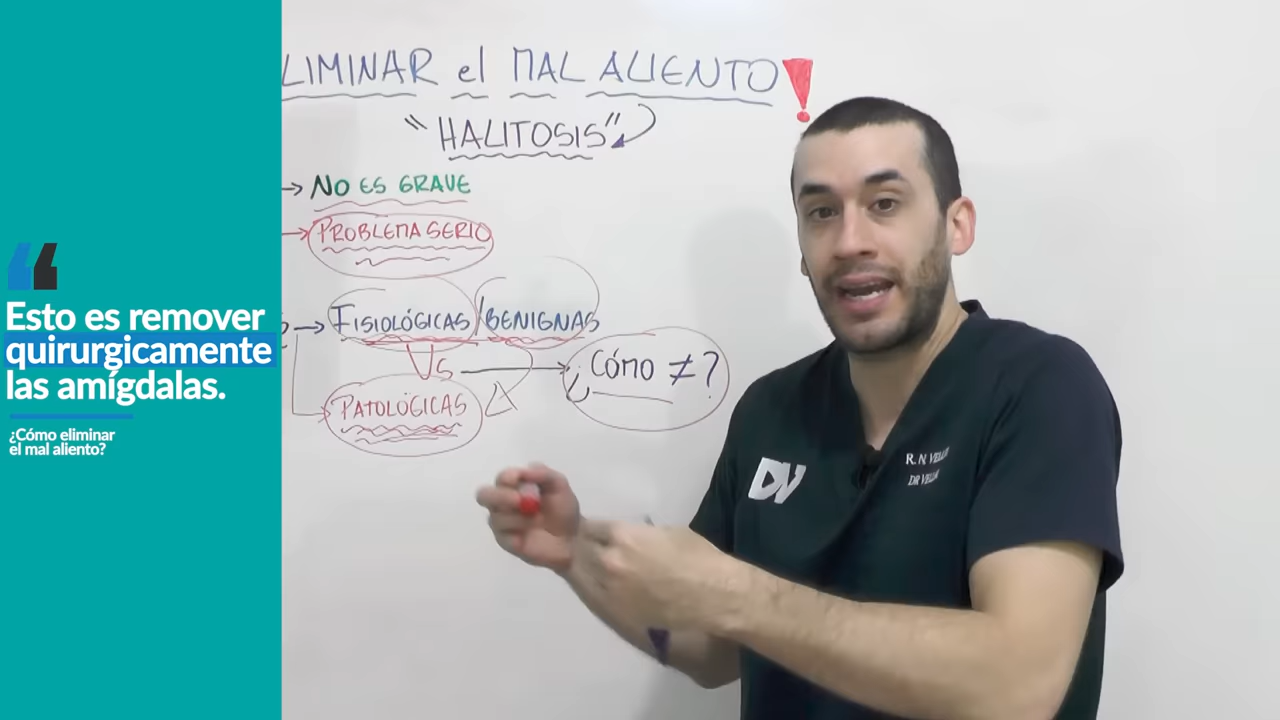 LIMINAR el MAL ALIENTO!
"HALITOSIS"
→ NO ES GRAVE
→ PROBLEMA SERIO
→ FISIOLÓGICAS / BENIGNAS
Vs → ¿Cómo ≠ ?
PATOLÓGICAS
Esto es remover
quirurgicamente
las amígdalas.
¿Cómo eliminar
el mal aliento?
DV
R. N.
DR